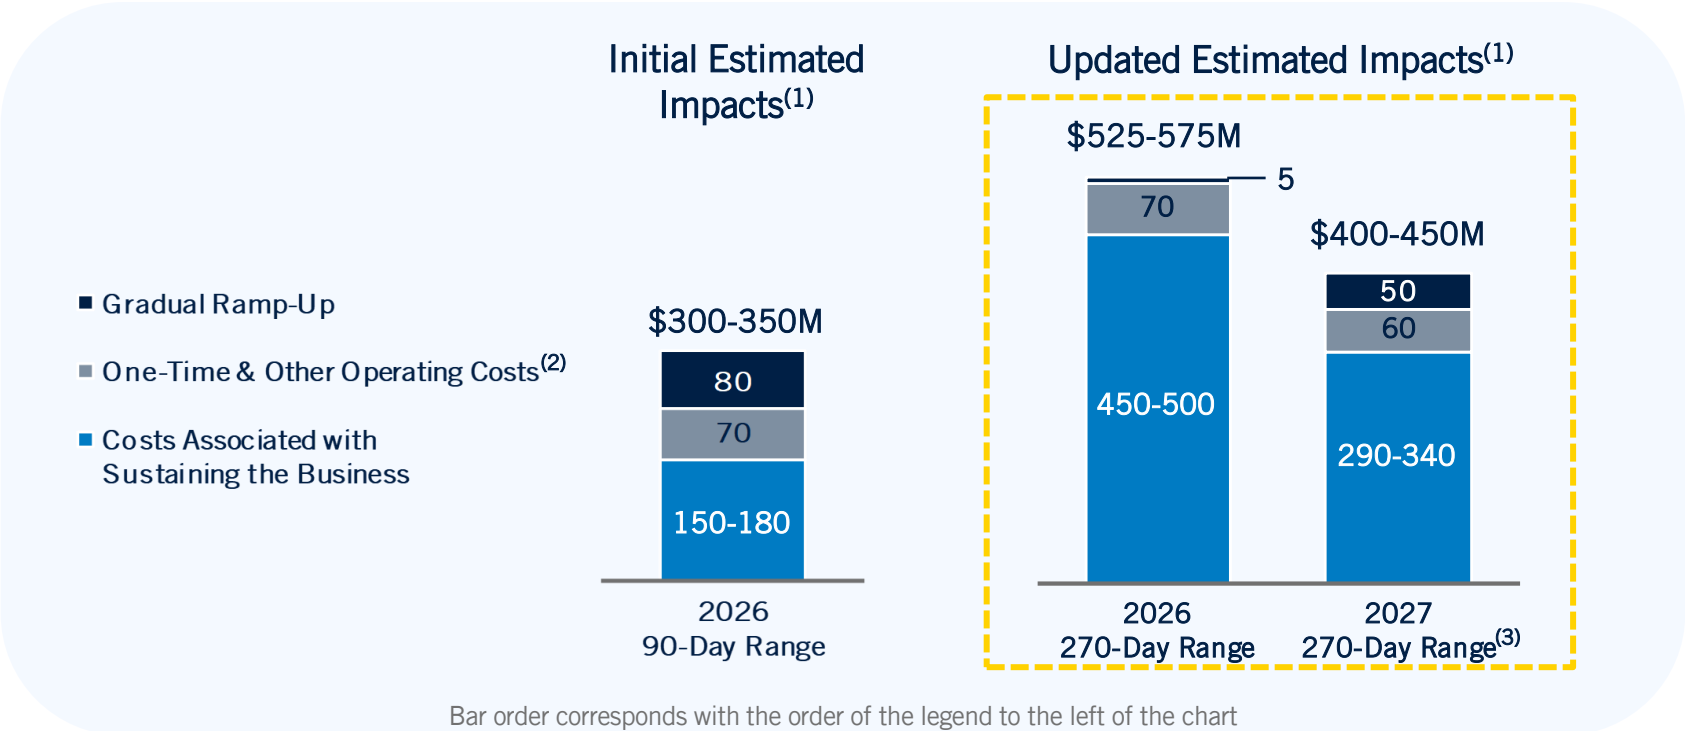 Initial Estimated
Impacts(1)
Updated Estimated Impacts(1)
$525-575M
5
70
450-500
$400-450M
50
60
290-340
Gradual Ramp-Up
One-Time & Other Operating Costs(2)
Costs Associated with
Sustaining the Business
$300-350M
80
70
150-180
2026
90-Day Range
2026
270-Day Range
2027
270-Day Range(3)
Bar order corresponds with the order of the legend to the left of the chart